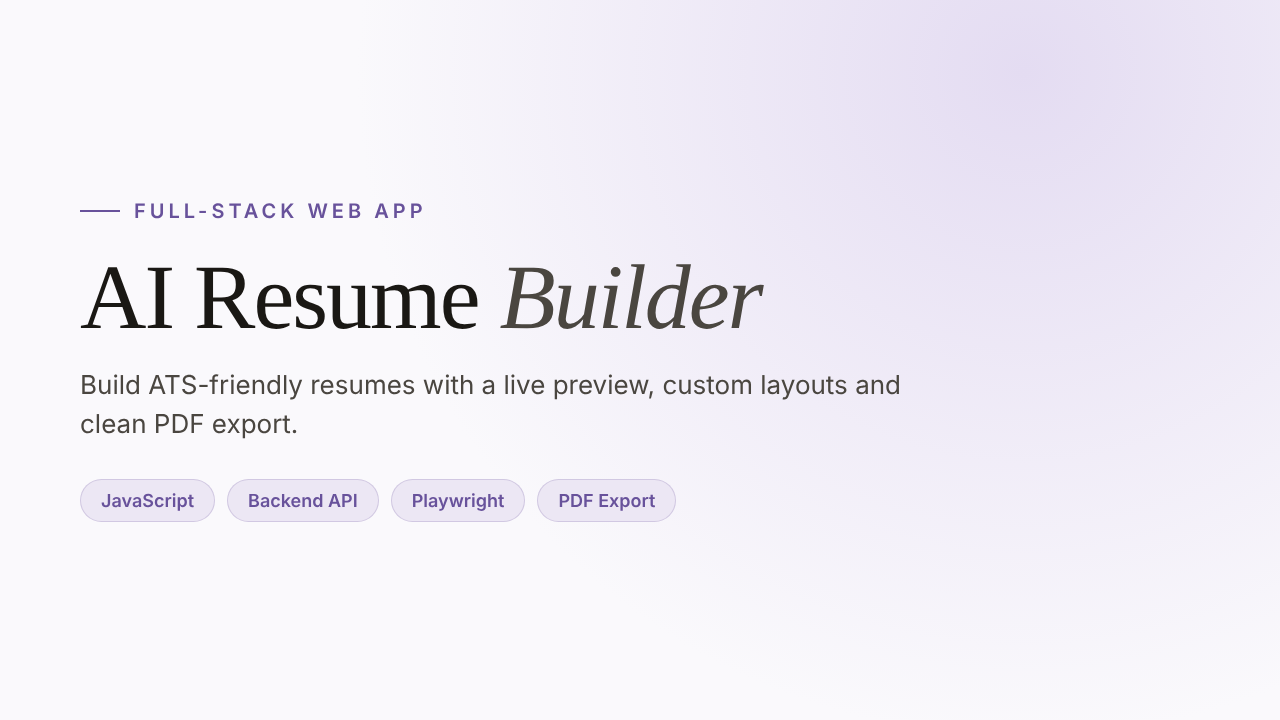 FULL-STACK WEB APP
AI Resume Builder
Build ATS-friendly resumes with a live preview, custom layouts and
clean PDF export.
JavaScript Backend API Playwright PDF Export